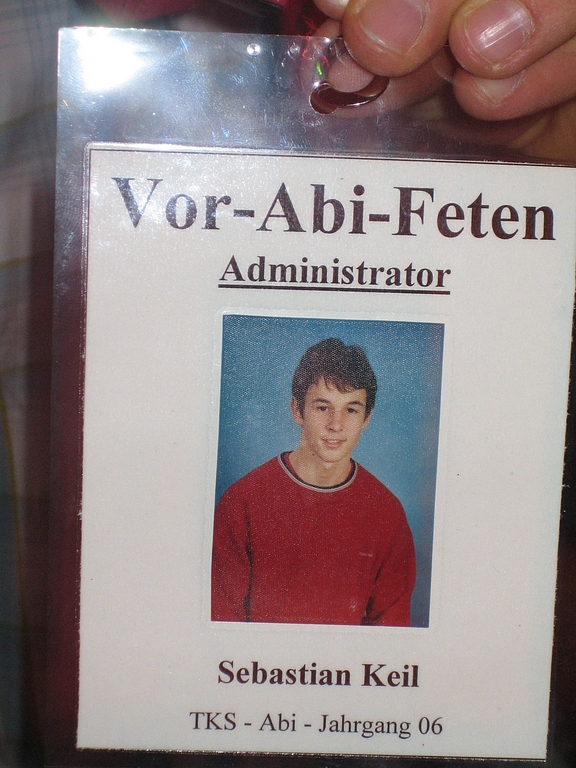 Vor-Abi-Feten
Administrator
Sebastian Keil
TKS - Abi - Jahrgang 06